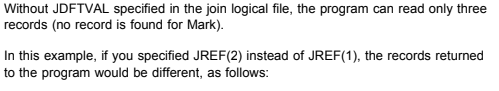 Without JDFTVAL specified in the join logical file, the program can read only three
records (no record is found for Mark).
In this example, if you specified JREF(2) instead of JREF(1), the records returned
to the program would be different, as follows: